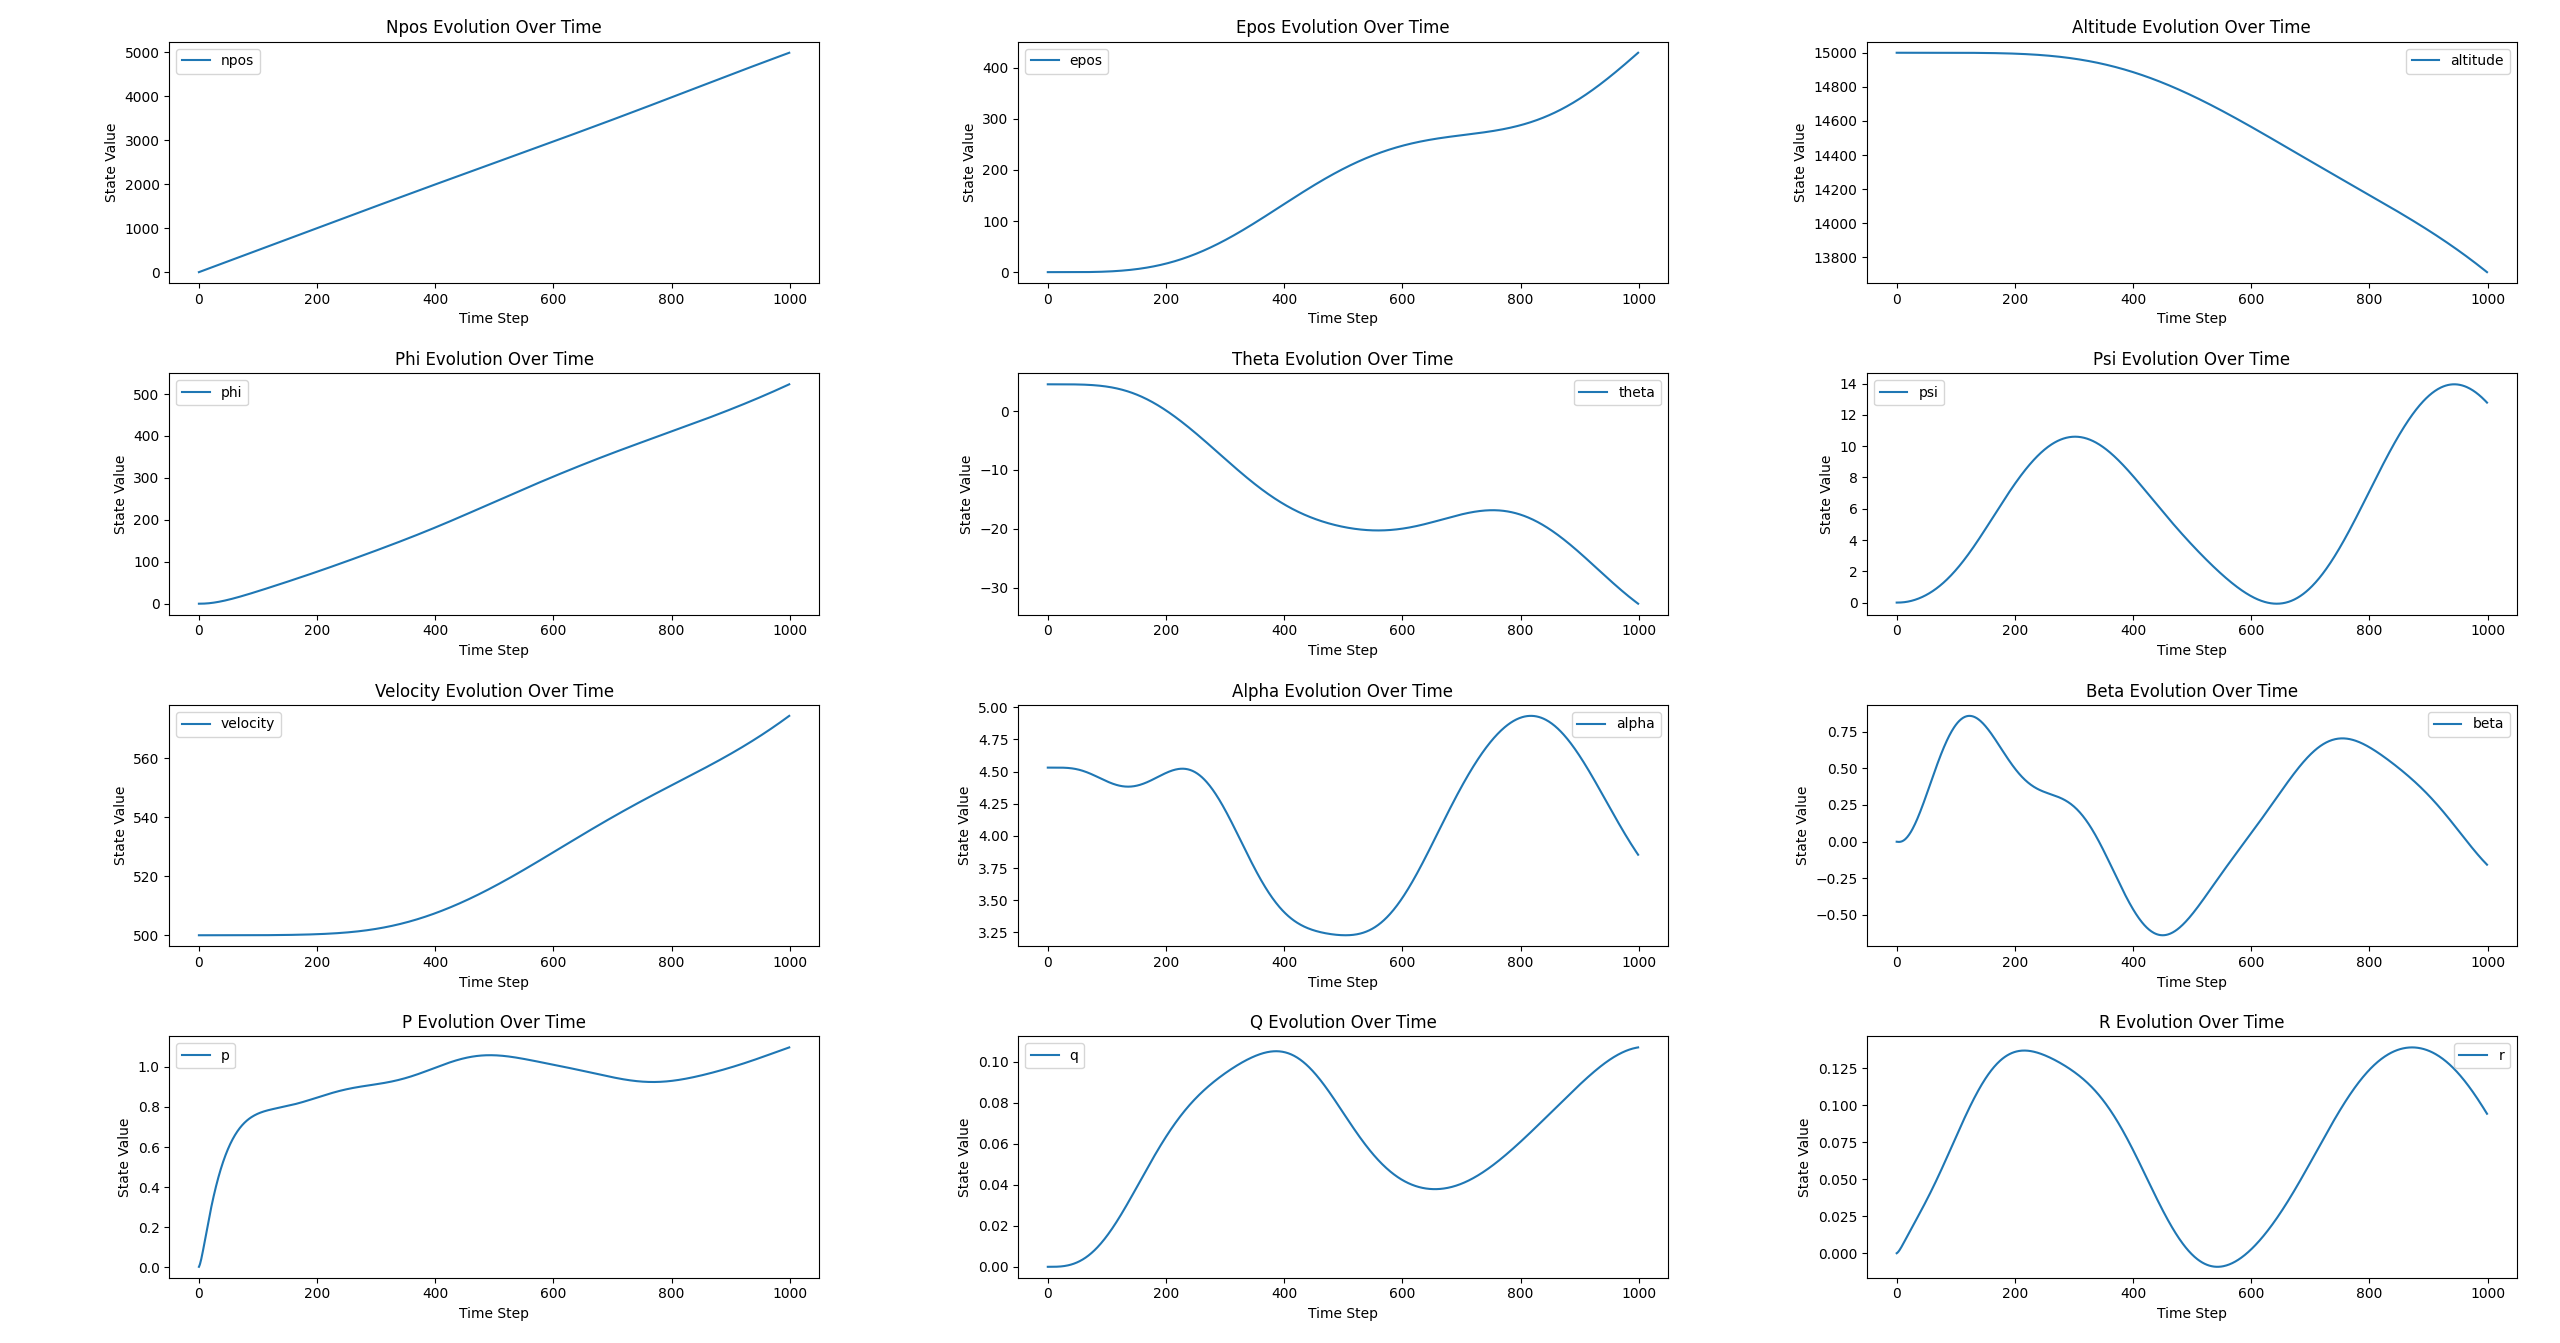 Npos Evolution Over Time
npos
5000
4000
3000
2000
1000
0
State Value
0 200 400 600 800 1000
Time Step
Epos Evolution Over Time
epos
400
300
200
100
0
State Value
0 200 400 600 800 1000
Time Step
Altitude Evolution Over Time
altitude
15000
14800
14600
14400
14200
14000
13800
State Value
0 200 400 600 800 1000
Time Step
Phi Evolution Over Time
phi
500
400
300
200
100
0
State Value
0 200 400 600 800 1000
Time Step
Theta Evolution Over Time
theta
0
−10
−20
−30
State Value
0 200 400 600 800 1000
Time Step
Psi Evolution Over Time
psi
14
12
10
8
6
4
2
0
State Value
0 200 400 600 800 1000
Time Step
Velocity Evolution Over Time
velocity
560
540
520
500
State Value
0 200 400 600 800 1000
Time Step
Alpha Evolution Over Time
alpha
5.00
4.75
4.50
4.25
4.00
3.75
3.50
3.25
State Value
0 200 400 600 800 1000
Time Step
Beta Evolution Over Time
beta
0.75
0.50
0.25
0.00
−0.25
−0.50
State Value
0 200 400 600 800 1000
Time Step
P Evolution Over Time
p
1.0
0.8
0.6
0.4
0.2
0.0
State Value
0 200 400 600 800 1000
Time Step
Q Evolution Over Time
q
0.10
0.08
0.06
0.04
0.02
0.00
State Value
0 200 400 600 800 1000
Time Step
R Evolution Over Time
r
0.125
0.100
0.075
0.050
0.025
0.000
State Value
0 200 400 600 800 1000
Time Step